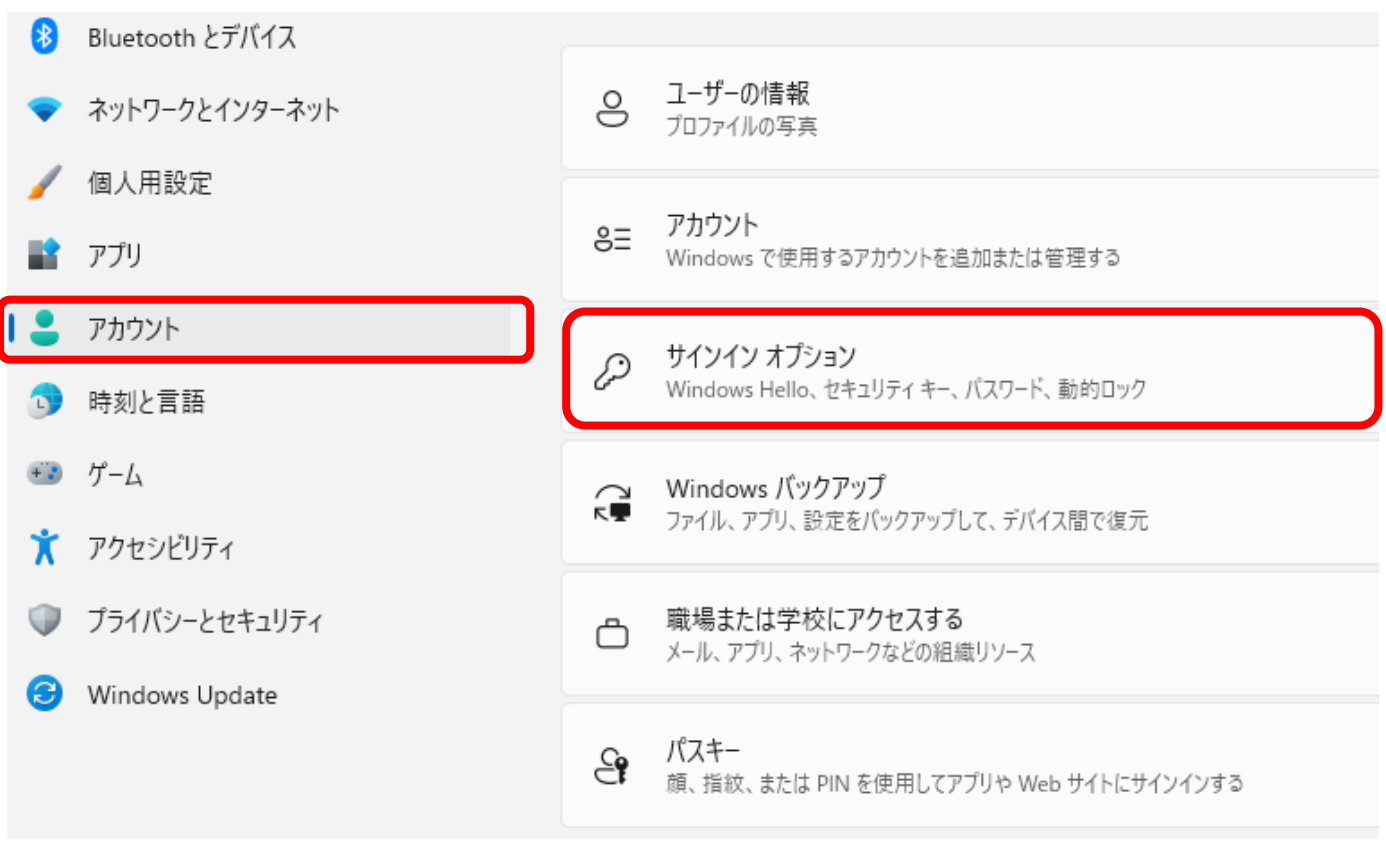 Bluetooth とデバイス
ネットワークとインターネット
個人用設定
アプリ
アカウント
時刻と言語
ゲーム
アクセシビリティ
プライバシーとセキュリティ
Windows Update
ユーザーの情報
プロファイルの写真
アカウント
Windows で使用するアカウントを追加または管理する
サインイン オプション
Windows Hello、セキュリティ キー、パスワード、動的ロック
Windows バックアップ
ファイル、アプリ、設定をバックアップして、デバイス間で復元
職場または学校にアクセスする
メール、アプリ、ネットワークなどの組織リソース
パスキー
顔、指紋、または PIN を使用してアプリや Web サイトにサインインする